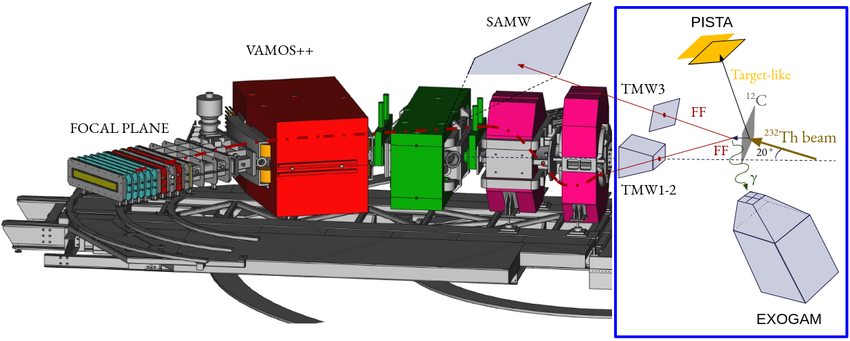 SAMW
PISTA
VAMOS++
Target-like
TMW3
¹²C
FF
FOCAL PLANE
²³²Th beam
FF
20°
TMW1-2
γ
EXOGAM